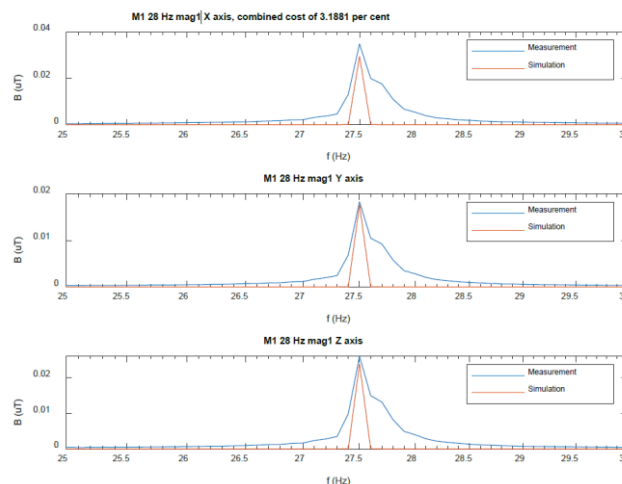 M1 28 Hz mag1 X axis, combined cost of 3.1881 per cent
0.04
0.02
0
B (uT)
Measurement
Simulation
25 25.5 26 26.5 27 27.5 28 28.5 29 29.5
f (Hz)
M1 28 Hz mag1 Y axis
0.02
0.01
0
B (uT)
Measurement
Simulation
25 25.5 26 26.5 27 27.5 28 28.5 29 29.5
f (Hz)
M1 28 Hz mag1 Z axis
0.02
0.01
0
B (uT)
Measurement
Simulation
25 25.5 26 26.5 27 27.5 28 28.5 29 29.5
f (Hz)